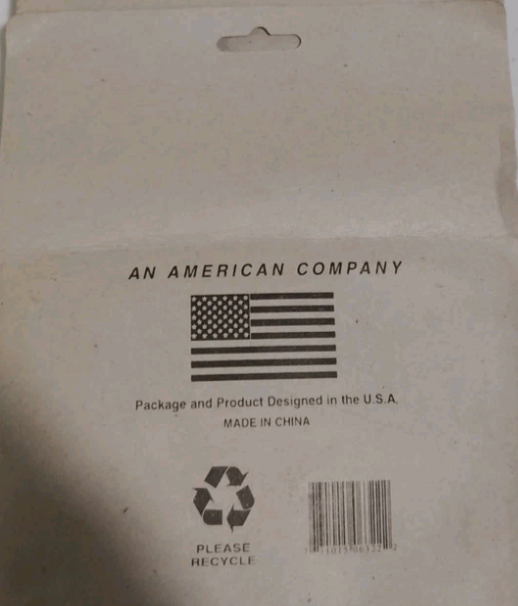 AN AMERICAN COMPANY
Package and Product Designed in the U.S.A.
MADE IN CHINA
PLEASE
RECYCLE